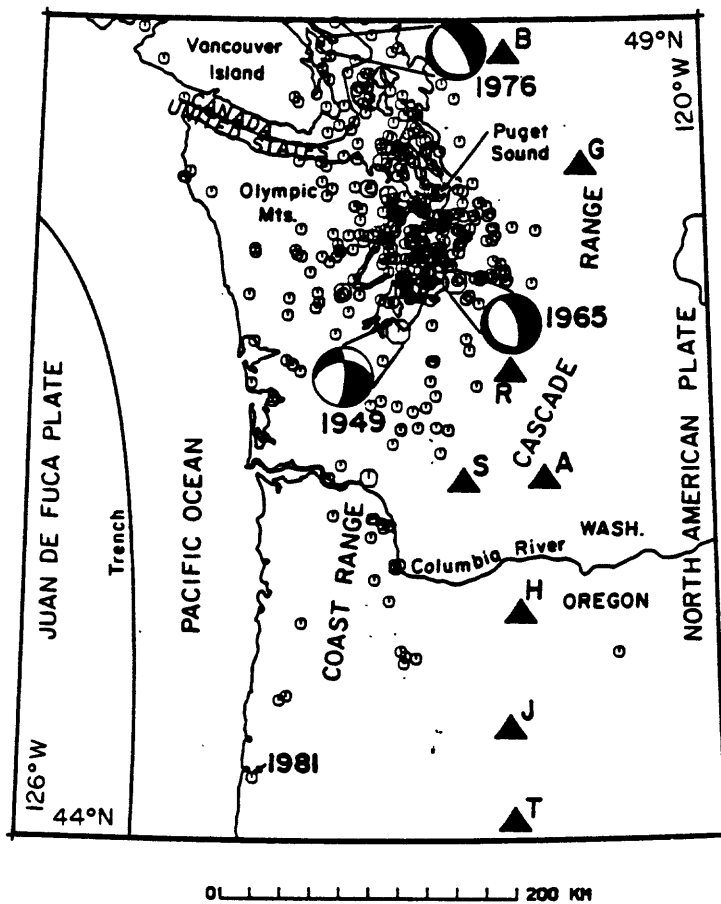 49°N
B
Vancouver
Island
1976
120°W
CANADA
UNITED STATES
Puget
Sound
G
Olympic
Mts.
RANGE
1965
R
1949
CASCADE
JUAN DE FUCA PLATE
Trench
PACIFIC OCEAN
S
A
NORTH AMERICAN PLATE
WASH.
Columbia River
COAST RANGE
H
OREGON
J
1981
126°W
44°N
T
0
200 KM